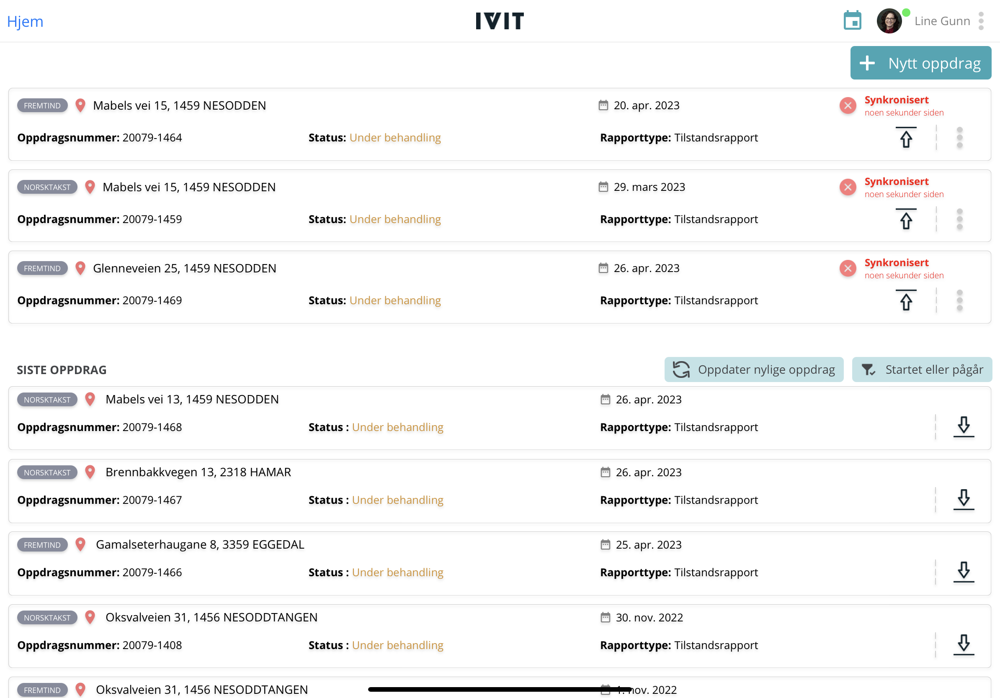 Hjem
IVIT
Line Gunn
Nytt oppdrag
FREMTIND Mabels vei 15, 1459 NESODDEN 20. apr. 2023 Synkronisert
noen sekunder siden
Oppdragsnummer: 20079-1464 Status: Under behandling Rapporttype: Tilstandsrapport
NORSKTAKST Mabels vei 15, 1459 NESODDEN 29. mars 2023 Synkronisert
noen sekunder siden
Oppdragsnummer: 20079-1459 Status: Under behandling Rapporttype: Tilstandsrapport
FREMTIND Glenneveien 25, 1459 NESODDEN 26. apr. 2023 Synkronisert
noen sekunder siden
Oppdragsnummer: 20079-1469 Status: Under behandling Rapporttype: Tilstandsrapport
SISTE OPPDRAG Oppdater nylige oppdrag Startet eller pågår
NORSKTAKST Mabels vei 13, 1459 NESODDEN 26. apr. 2023
Oppdragsnummer: 20079-1468 Status : Under behandling Rapporttype: Tilstandsrapport
NORSKTAKST Brennbakkvegen 13, 2318 HAMAR 26. apr. 2023
Oppdragsnummer: 20079-1467 Status : Under behandling Rapporttype: Tilstandsrapport
FREMTIND Gamalseterhaugane 8, 3359 EGGEDAL 25. apr. 2023
Oppdragsnummer: 20079-1466 Status : Under behandling Rapporttype: Tilstandsrapport
NORSKTAKST Oksvalveien 31, 1456 NESODDTANGEN 30. nov. 2022
Oppdragsnummer: 20079-1408 Status : Under behandling Rapporttype: Tilstandsrapport
FREMTIND Oksvalveien 31, 1456 NESODDTANGEN 1. nov. 2022